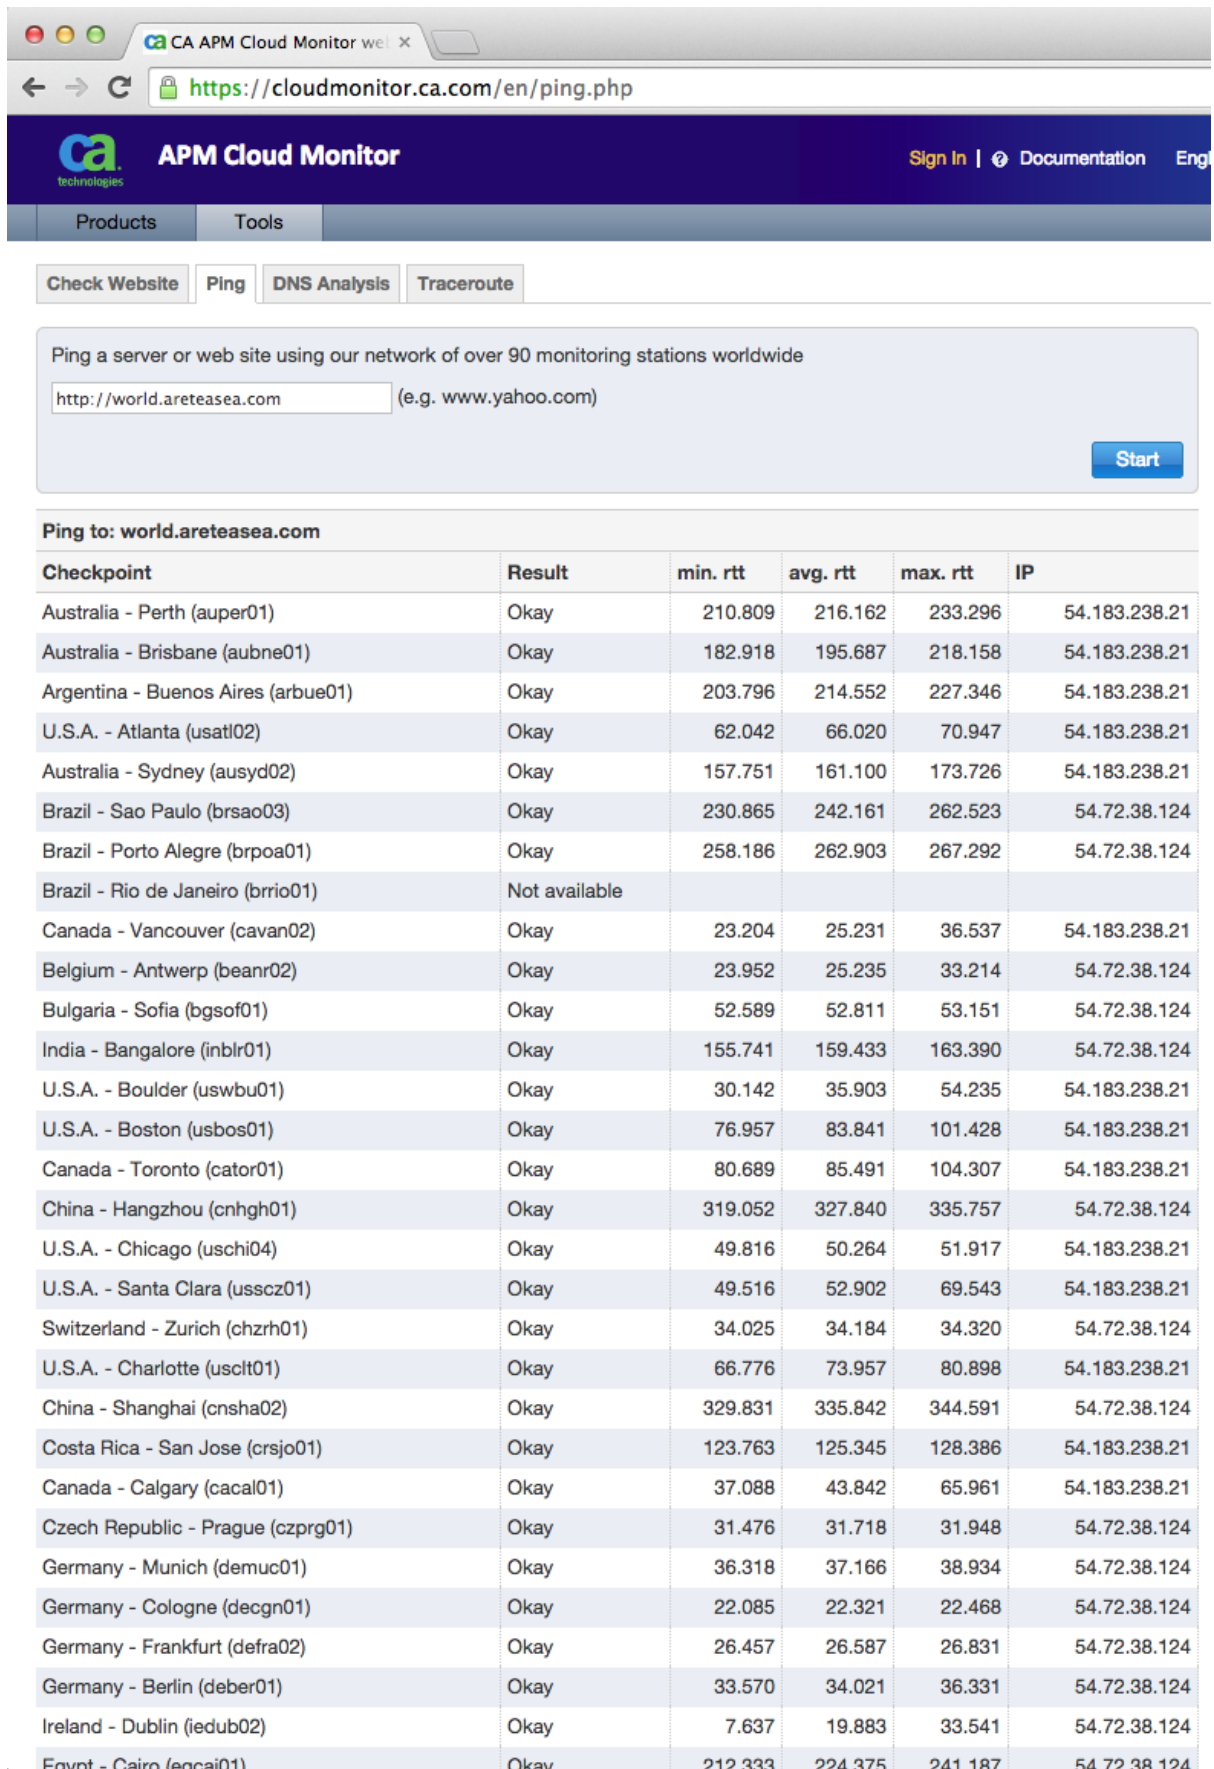 CA APM Cloud Monitor we
https://cloudmonitor.ca.com/en/ping.php
ca technologies
APM Cloud Monitor
Sign In | Documentation Engl
Products Tools
Check Website Ping DNS Analysis Traceroute
Ping a server or web site using our network of over 90 monitoring stations worldwide
http://world.areteasea.com (e.g. www.yahoo.com)
Start
Ping to: world.areteasea.com
Checkpoint Result min. rtt avg. rtt max. rtt IP
Australia - Perth (auper01) Okay 210.809 216.162 233.296 54.183.238.21
Australia - Brisbane (aubne01) Okay 182.918 195.687 218.158 54.183.238.21
Argentina - Buenos Aires (arbue01) Okay 203.796 214.552 227.346 54.183.238.21
U.S.A. - Atlanta (usatl02) Okay 62.042 66.020 70.947 54.183.238.21
Australia - Sydney (ausyd02) Okay 157.751 161.100 173.726 54.183.238.21
Brazil - Sao Paulo (brsao03) Okay 230.865 242.161 262.523 54.72.38.124
Brazil - Porto Alegre (brpoa01) Okay 258.186 262.903 267.292 54.72.38.124
Brazil - Rio de Janeiro (brrio01) Not available
Canada - Vancouver (cavan02) Okay 23.204 25.231 36.537 54.183.238.21
Belgium - Antwerp (beanr02) Okay 23.952 25.235 33.214 54.72.38.124
Bulgaria - Sofia (bgsof01) Okay 52.589 52.811 53.151 54.72.38.124
India - Bangalore (inblr01) Okay 155.741 159.433 163.390 54.72.38.124
U.S.A. - Boulder (uswbu01) Okay 30.142 35.903 54.235 54.183.238.21
U.S.A. - Boston (usbos01) Okay 76.957 83.841 101.428 54.183.238.21
Canada - Toronto (cator01) Okay 80.689 85.491 104.307 54.183.238.21
China - Hangzhou (cnhgh01) Okay 319.052 327.840 335.757 54.72.38.124
U.S.A. - Chicago (uschi04) Okay 49.816 50.264 51.917 54.183.238.21
U.S.A. - Santa Clara (usscz01) Okay 49.516 52.902 69.543 54.183.238.21
Switzerland - Zurich (chzrh01) Okay 34.025 34.184 34.320 54.72.38.124
U.S.A. - Charlotte (usclt01) Okay 66.776 73.957 80.898 54.183.238.21
China - Shanghai (cnsha02) Okay 329.831 335.842 344.591 54.72.38.124
Costa Rica - San Jose (crsjo01) Okay 123.763 125.345 128.386 54.183.238.21
Canada - Calgary (cacal01) Okay 37.088 43.842 65.961 54.183.238.21
Czech Republic - Prague (czprg01) Okay 31.476 31.718 31.948 54.72.38.124
Germany - Munich (demuc01) Okay 36.318 37.166 38.934 54.72.38.124
Germany - Cologne (decgn01) Okay 22.085 22.321 22.468 54.72.38.124
Germany - Frankfurt (defra02) Okay 26.457 26.587 26.831 54.72.38.124
Germany - Berlin (deber01) Okay 33.570 34.021 36.331 54.72.38.124
Ireland - Dublin (iedub02) Okay 7.637 19.883 33.541 54.72.38.124
Egypt - Cairo (egcai01) Okay 212.333 224.375 241.187 54.72.38.124